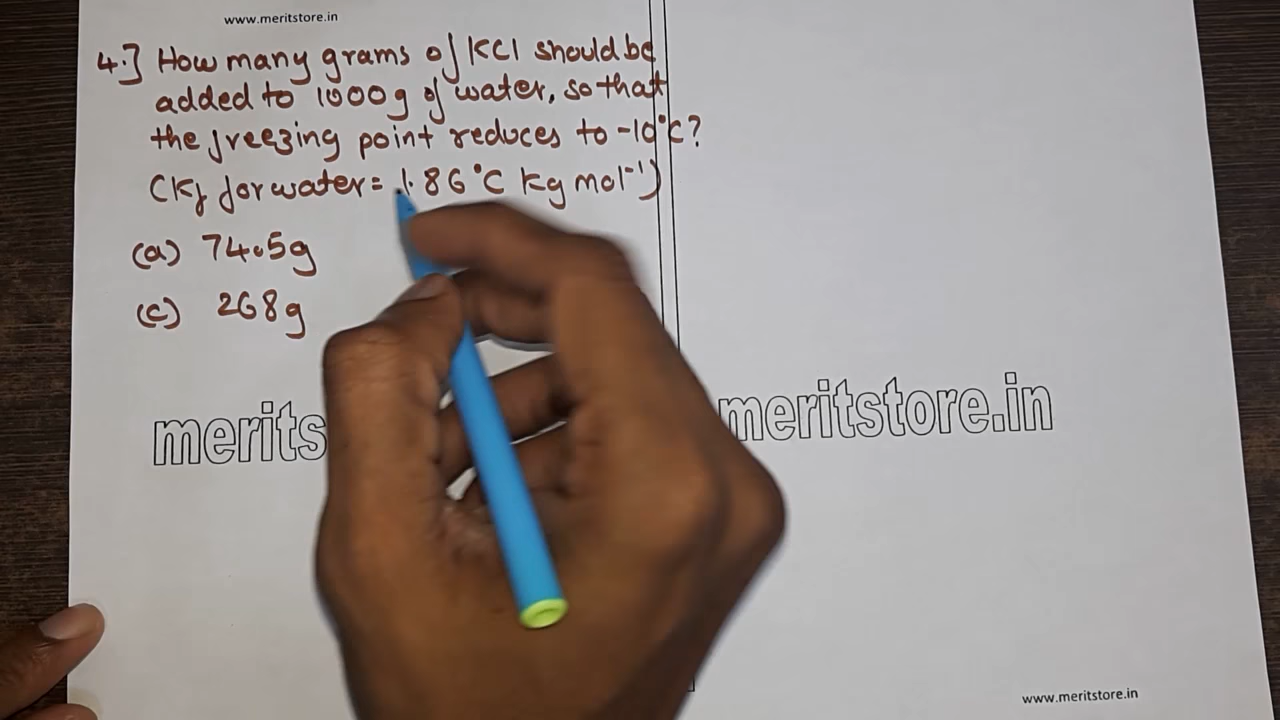 www.meritstore.in
4.] How many grams of KCl should be
added to 1000g of water, so that
the freezing point reduces to -10°c?
(Kf for water = 1.86°C kg mol⁻¹)
(a) 74.5g
(c) 268g
merits
meritstore.in
www.meritstore.in